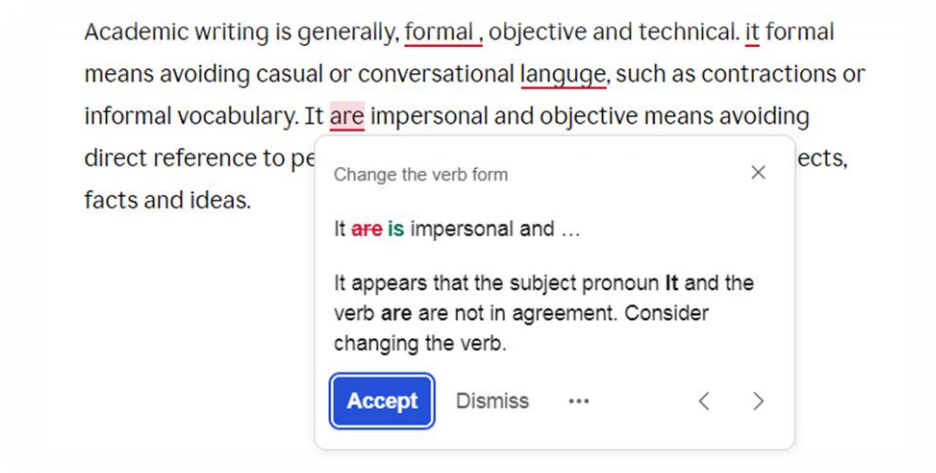 Academic writing is generally, formal , objective and technical. it formal
means avoiding casual or conversational languge, such as contractions or
informal vocabulary. It are impersonal and objective means avoiding
direct reference to pe ects,
facts and ideas.
Change the verb form
It are is impersonal and ...
It appears that the subject pronoun It and the
verb are are not in agreement. Consider
changing the verb.
Accept Dismiss